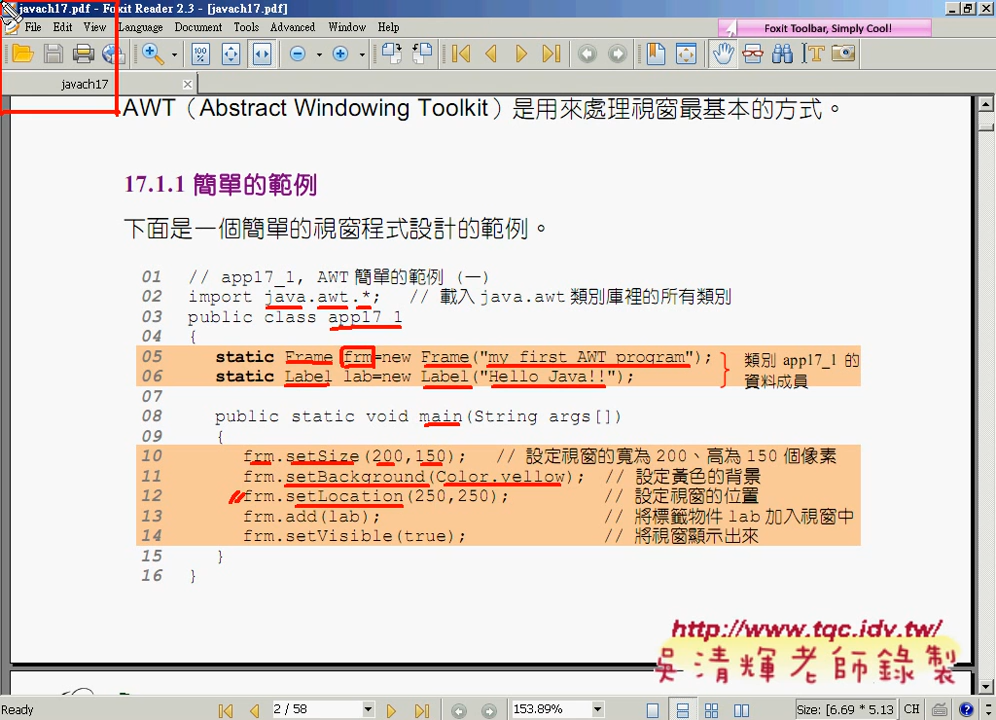 javach17.pdf - Foxit Reader 2.3 - [javach17.pdf]
File Edit View Language Document Tools Advanced Window Help
Foxit Toolbar, Simply Cool!
javach17
AWT（Abstract Windowing Toolkit）是用來處理視窗最基本的方式。
17.1.1 簡單的範例
下面是一個簡單的視窗程式設計的範例。
01 // app17_1, AWT 簡單的範例 (一)
02 import java.awt.*; // 載入 java.awt 類別庫裡的所有類別
03 public class app17_1
04 {
05 static Frame frm=new Frame("my first AWT program");
06 static Label lab=new Label("Hello Java!!");
類別 app17_1 的
資料成員
07
08 public static void main(String args[])
09 {
10 frm.setSize(200,150); // 設定視窗的寬為 200、高為 150 個像素
11 frm.setBackground(Color.yellow); // 設定黃色的背景
12 frm.setLocation(250,250); // 設定視窗的位置
13 frm.add(lab); // 將標籤物件 lab 加入視窗中
14 frm.setVisible(true); // 將視窗顯示出來
15 }
16 }
http://www.tqc.idv.tw/
吳清輝老師錄製
Ready 2 / 58 153.89% Size: [6.69 * 5.13 CH